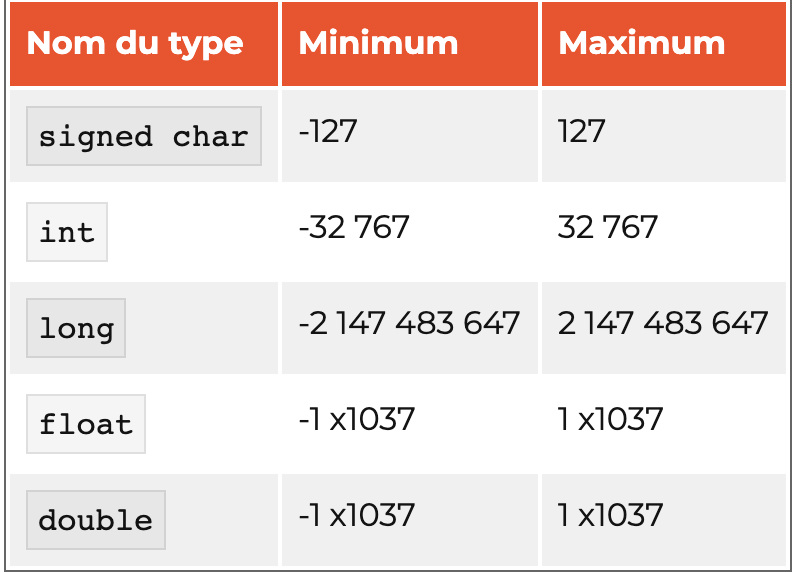 Nom du type Minimum Maximum
signed char -127 127
int -32 767 32 767
long -2 147 483 647 2 147 483 647
float -1 x1037 1 x1037
double -1 x1037 1 x1037